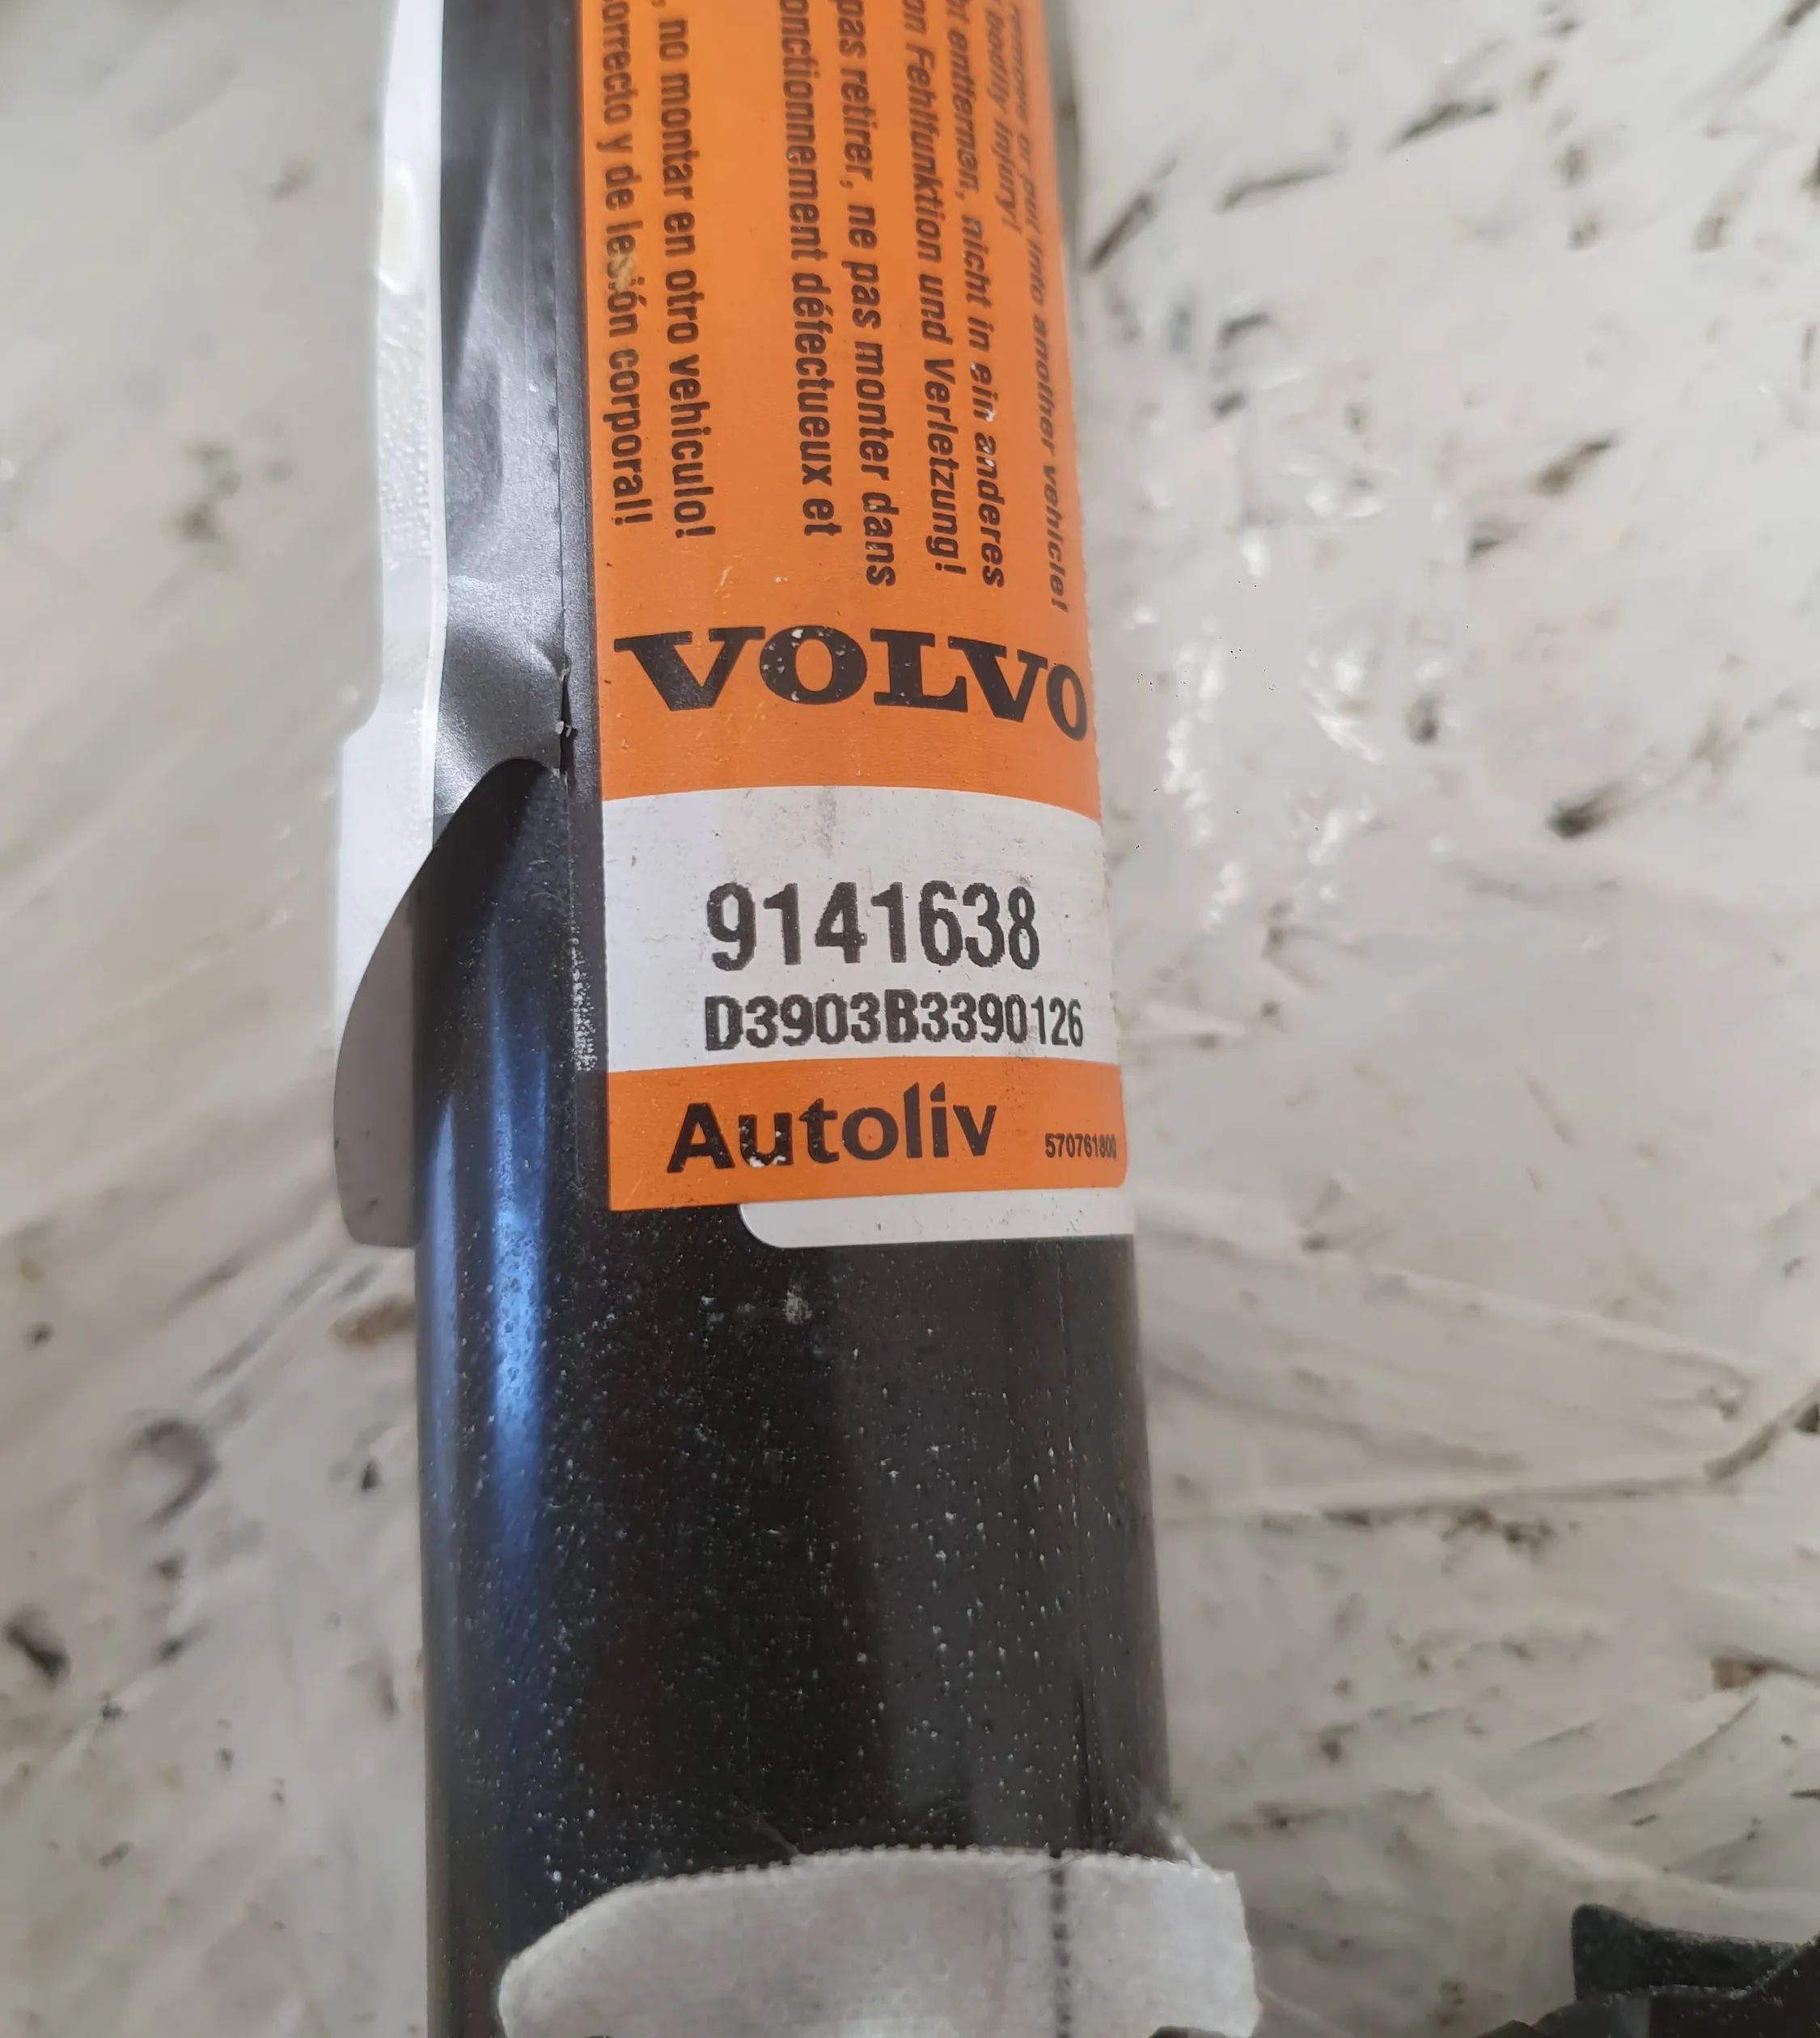 remove or put into another vehicle!
bodily injury!
entfernen, nicht in ein anderes
on Fehlfunktion und Verletzung!
pas retirer, ne pas monter dans
onctionnement défectueux et
, no montar en otro vehiculo!
orrecto y de lesión corporal!
VOLVO
9141638
D3903B3390126
Autoliv
570761800